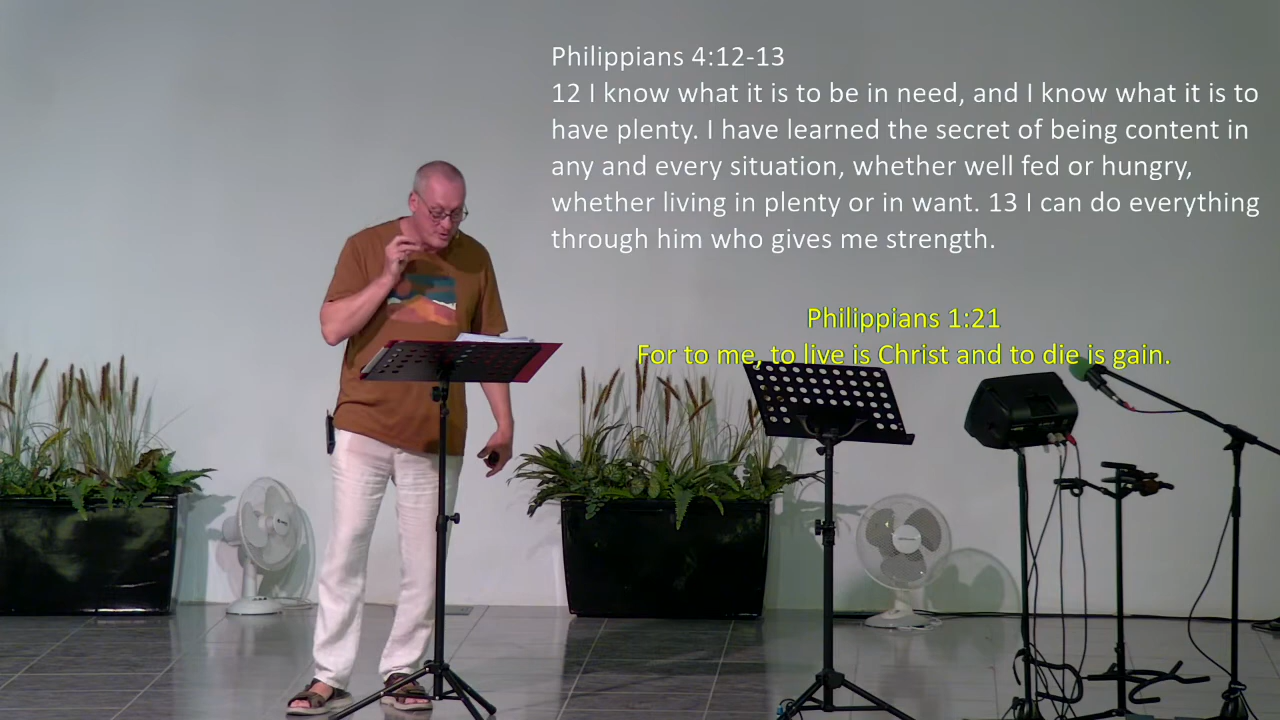 Philippians 4:12-13
12 I know what it is to be in need, and I know what it is to
have plenty. I have learned the secret of being content in
any and every situation, whether well fed or hungry,
whether living in plenty or in want. 13 I can do everything
through him who gives me strength.
Philippians 1:21
For to me, to live is Christ and to die is gain.